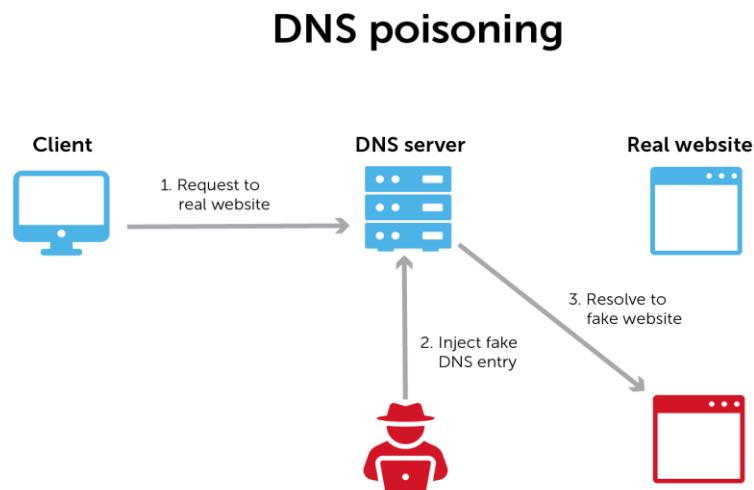 DNS poisoning
Client
DNS server
Real website
1. Request to
real website
3. Resolve to
fake website
2. Inject fake
DNS entry